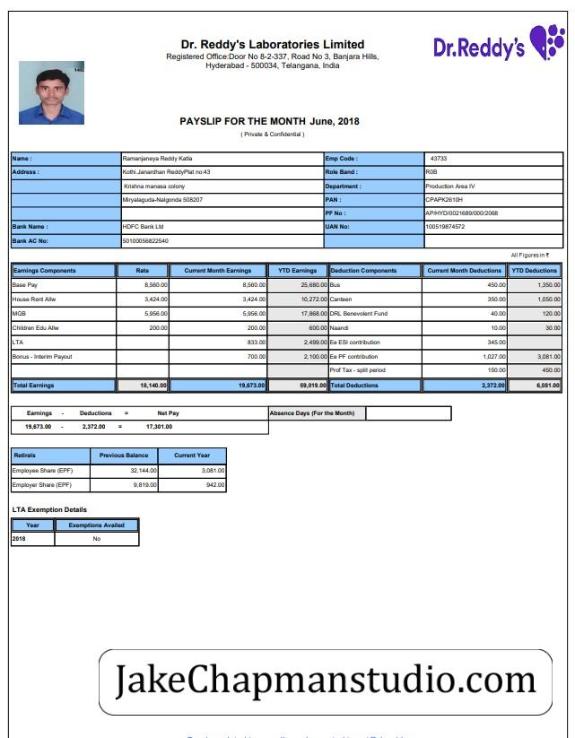 Dr. Reddy's Laboratories Limited
Registered Office:Door No 8-2-337, Road No 3, Banjara Hills,
Hyderabad - 500034, Telangana, India
Dr.Reddy's
PAYSLIP FOR THE MONTH June, 2018
( Private & Confidential )
Name : Ramanjaneya Reddy Katla Emp Code : 43733
Address : Kothi.Janardhan ReddyPlat no:43 Role Band : R0B
Krishna manasa colony Department : Production Area IV
Miryalaguda-Nalgonda 508207 PAN : CPAPK2610H
PF No : AP/HYD/0021689/000/2068
Bank Name : HDFC Bank Ltd UAN No: 100519874572
Bank AC No: 50100056822540
All Figures in ₹
Earnings Components Rate Current Month Earnings YTD Earnings Deduction Components Current Month Deductions YTD Deductions
Base Pay 8,560.00 8,560.00 25,680.00 Bus 450.00 1,350.00
House Rent Allw 3,424.00 3,424.00 10,272.00 Canteen 350.00 1,050.00
MGB 5,956.00 5,956.00 17,868.00 DRL Benevolent Fund 40.00 120.00
Children Edu Allw 200.00 200.00 600.00 Naandi 10.00 30.00
LTA 833.00 2,499.00 Ee ESI contribution 345.00
Bonus - Interim Payout 700.00 2,100.00 Ee PF contribution 1,027.00 3,081.00
Prof Tax - split period 150.00 450.00
Total Earnings 18,140.00 19,673.00 59,019.00 Total Deductions 2,372.00 6,081.00
Earnings - Deductions = Net Pay Absence Days (For the Month)
19,673.00 - 2,372.00 = 17,301.00
Retirals Previous Balance Current Year
Employee Share (EPF) 32,144.00 3,081.00
Employer Share (EPF) 9,819.00 942.00
LTA Exemption Details
Year Exemptions Availed
2018 No
JakeChapmanstudio.com